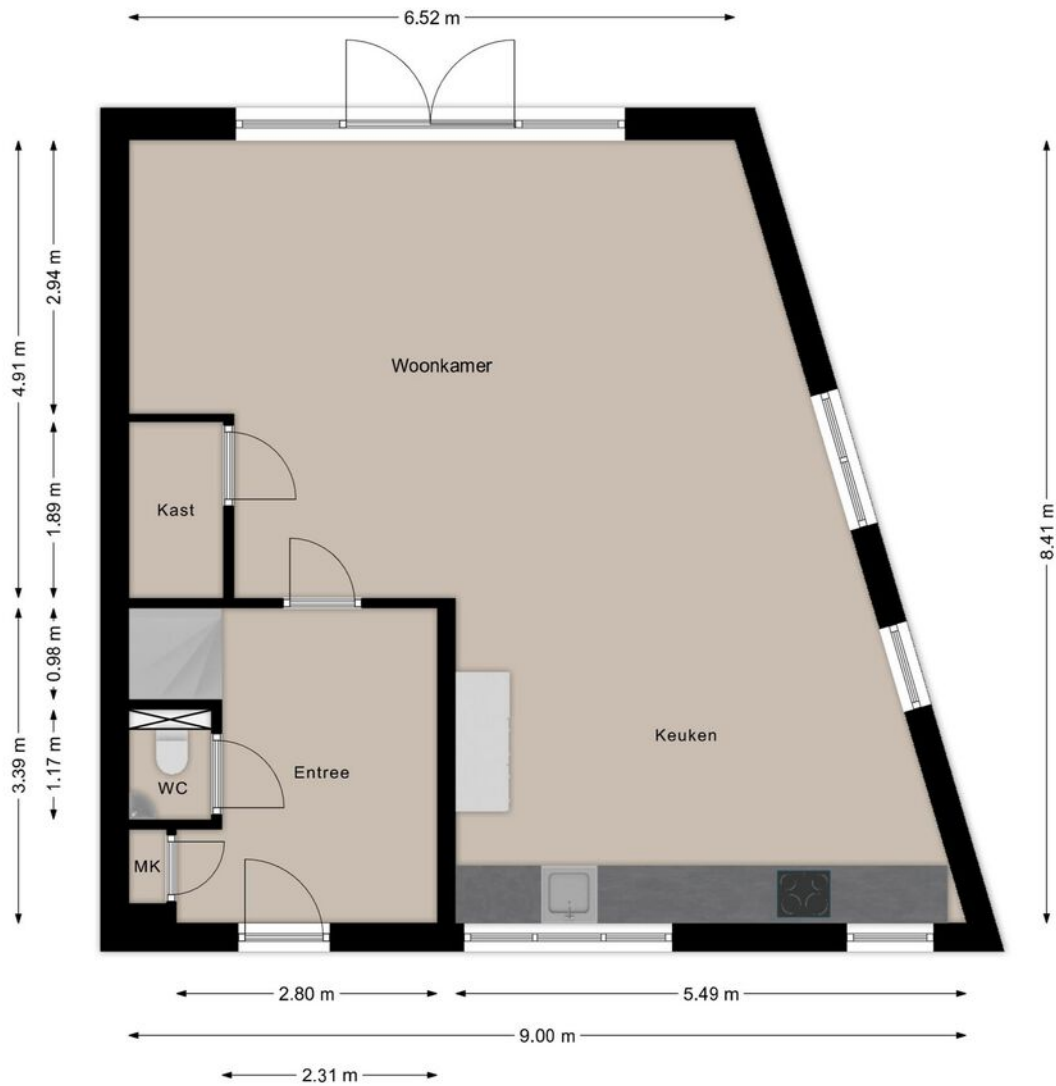 6.52 m
2.94 m
4.91 m
Woonkamer
Kast
1.89 m
8.41 m
0.98 m
Keuken
3.39 m
1.17 m
WC
Entree
MK
2.80 m
5.49 m
9.00 m
2.31 m